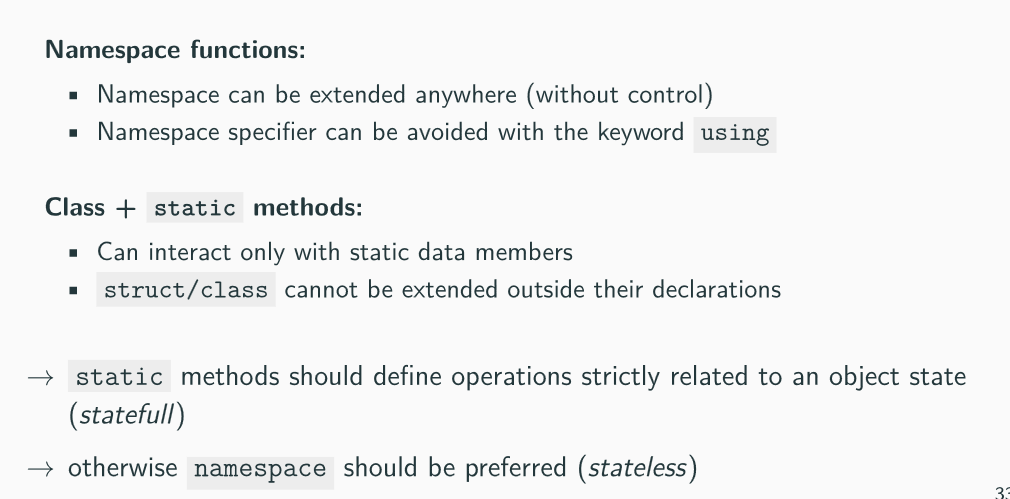 Namespace functions:
▪ Namespace can be extended anywhere (without control)
▪ Namespace specifier can be avoided with the keyword using
Class + static methods:
▪ Can interact only with static data members
▪ struct/class cannot be extended outside their declarations
→ static methods should define operations strictly related to an object state
(statefull)
→ otherwise namespace should be preferred (stateless)
33